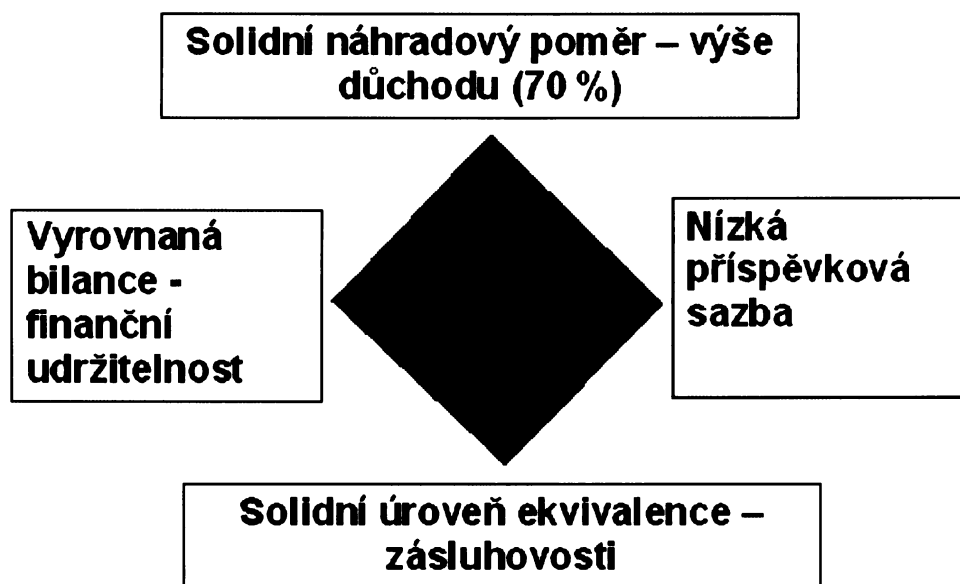 Solidní náhradový poměr – výše
důchodu (70 %)
Vyrovnaná
bilance -
finanční
udržitelnost
Nízká
příspěvková
sazba
Solidní úroveň ekvivalence –
zásluhovosti